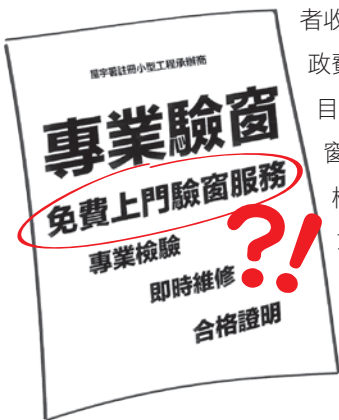 屋宇署註冊小型工程承辦商
專業驗窗
免費上門驗窗服務
?!
專業檢驗
即時維修
合格證明
者收
政費
目
窗